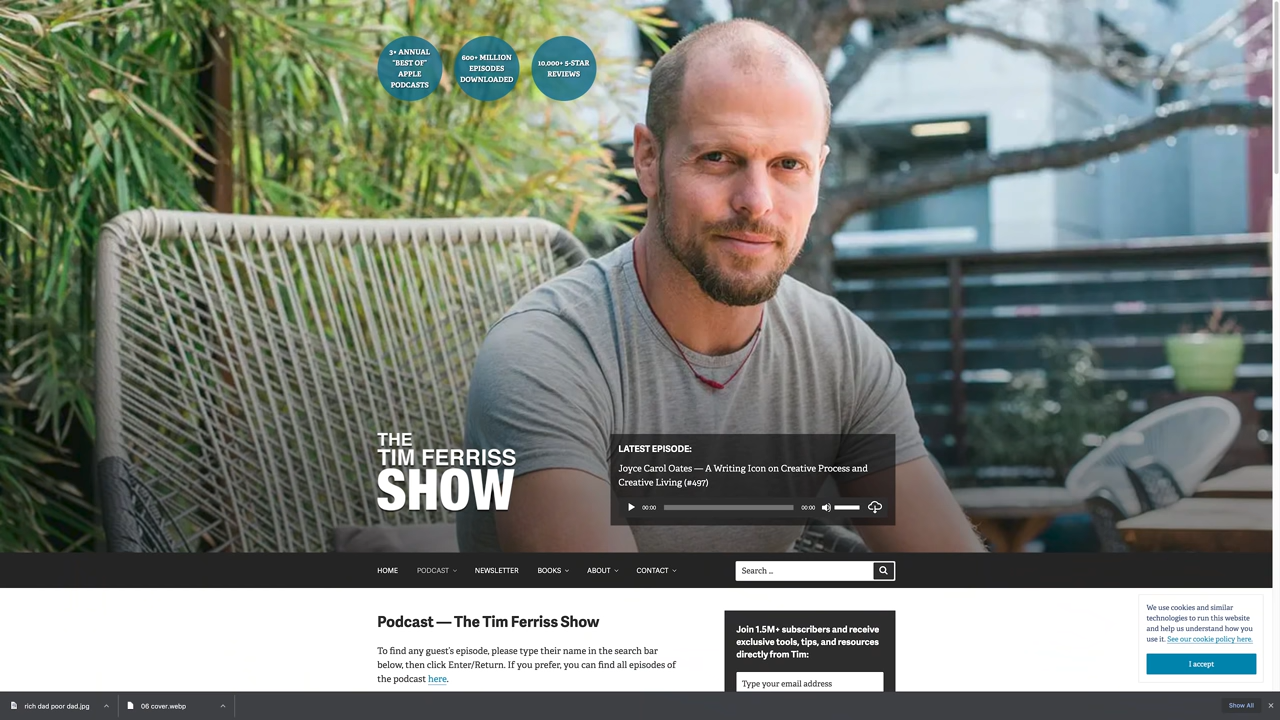 3× ANNUAL
"BEST OF"
APPLE
PODCASTS
600+ MILLION
EPISODES
DOWNLOADED
10,000+ 5-STAR
REVIEWS
THE
TIM FERRISS
SHOW
LATEST EPISODE:
Joyce Carol Oates — A Writing Icon on Creative Process and
Creative Living (#497)
00:00 00:00
HOME PODCAST NEWSLETTER BOOKS ABOUT CONTACT Search ...
Podcast — The Tim Ferriss Show
To find any guest's episode, please type their name in the search bar
below, then click Enter/Return. If you prefer, you can find all episodes of
the podcast here.
Join 1.5M+ subscribers and receive
exclusive tools, tips, and resources
directly from Tim:
Type your email address
We use cookies and similar
technologies to run this website
and help us understand how you
use it. See our cookie policy here.
I accept
rich dad poor dad.jpg 06 cover.webp Show All